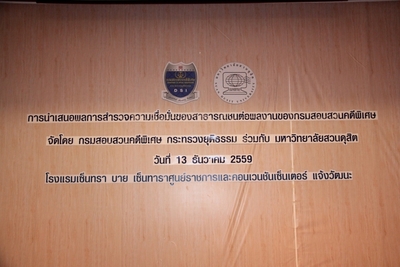 DSI
การนำเสนอผลการสำรวจความเชื่อมั่นของสาธารณชนต่อผลงานของกรมสอบสวนคดีพิเศษ
จัดโดย กรมสอบสวนคดีพิเศษ กระทรวงยุติธรรม ร่วมกับ มหาวิทยาลัยสวนดุสิต
วันที่ 13 ธันวาคม 2559
โรงแรมเซ็นทรา บาย เซ็นทาราศูนย์ราชการและคอนเวนชันเซ็นเตอร์ แจ้งวัฒนะ